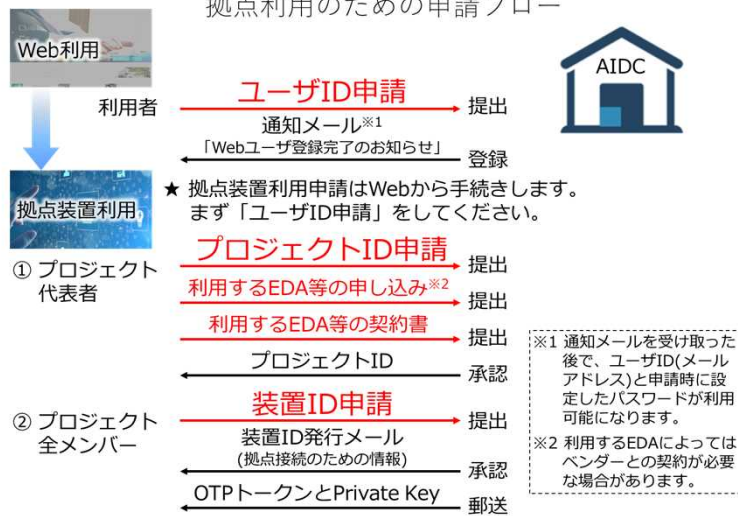 拠点利用のための申請フロー
Web利用
AIDC
利用者
ユーザID申請
提出
通知メール※1
「Webユーザ登録完了のお知らせ」
登録
拠点装置利用
★ 拠点装置利用申請はWebから手続きします。
まず「ユーザID申請」をしてください。
① プロジェクト
代表者
プロジェクトID申請
提出
利用するEDA等の申し込み※2
提出
利用するEDA等の契約書
提出
プロジェクトID
承認
② プロジェクト
全メンバー
装置ID申請
提出
装置ID発行メール
(拠点接続のための情報)
承認
OTPトークンとPrivate Key
郵送
※1 通知メールを受け取った
後で、ユーザID(メール
アドレス)と申請時に設
定したパスワードが利用
可能になります。
※2 利用するEDAによっては
ベンダーとの契約が必要
な場合があります。